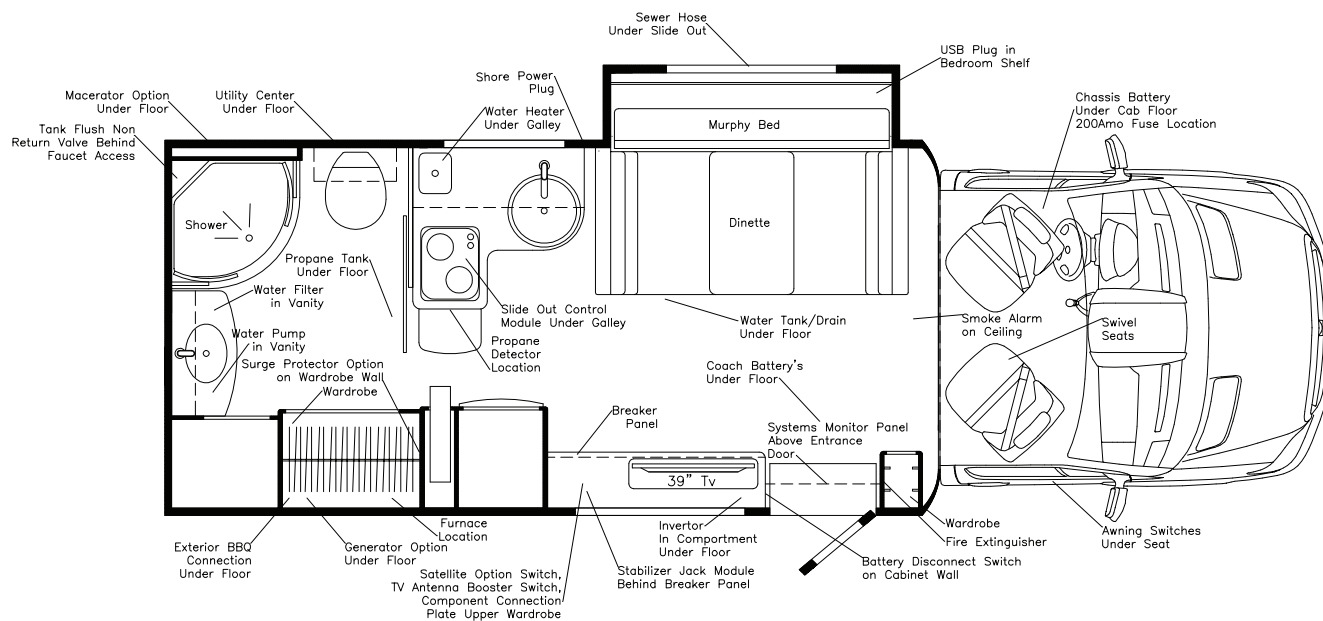 Sewer Hose
Under Slide Out
USB Plug in
Bedroom Shelf
Shore Power
Plug
Macerator Option
Under Floor
Utility Center
Under Floor
Water Heater
Under Galley
Chassis Battery
Under Cab Floor
200Amo Fuse Location
Tank Flush Non
Return Valve Behind
Faucet Access
Murphy Bed
Shower
Dinette
Propane Tank
Under Floor
Water Filter
in Vanity
Slide Out Control
Module Under Galley
Water Tank/Drain
Under Floor
Smoke Alarm
on Ceiling
Swivel
Seats
Water Pump
in Vanity
Propane
Detector
Location
Surge Protector Option
on Wardrobe Wall
Wardrobe
Coach Battery's
Under Floor
Breaker
Panel
Systems Monitor Panel
Above Entrance
Door
39" Tv
Furnace
Location
Invertor
In Compartment
Under Floor
Wardrobe
Fire Extinguisher
Awning Switches
Under Seat
Exterior BBQ
Connection
Under Floor
Generator Option
Under Floor
Battery Disconnect Switch
on Cabinet Wall
Stabilizer Jack Module
Behind Breaker Panel
Satellite Option Switch,
TV Antenna Booster Switch,
Component Connection
Plate Upper Wardrobe